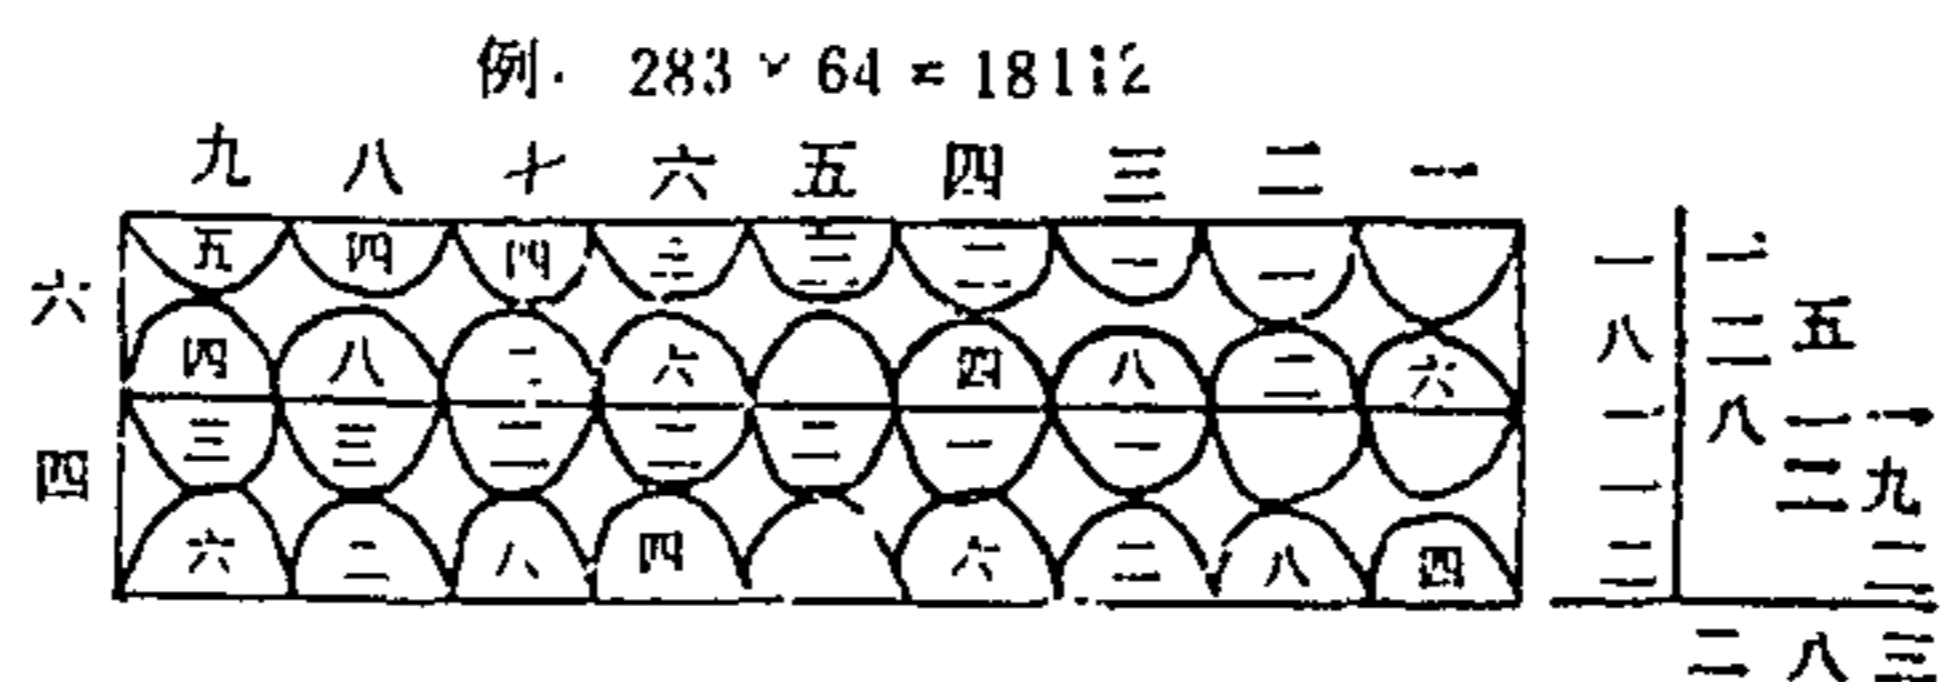 例. 283 × 64 = 18112
九 八 七 六 五 四 三 二 一
五 四 四 三 三 二 一 一
六 四 八 二 六 四 八 二 六
四 三 三 二 二 二 一 一
六 二 八 四 六 二 八 四
一 一
八 二 五
一 八 一 一
一 二 九
二 二
二 八 三